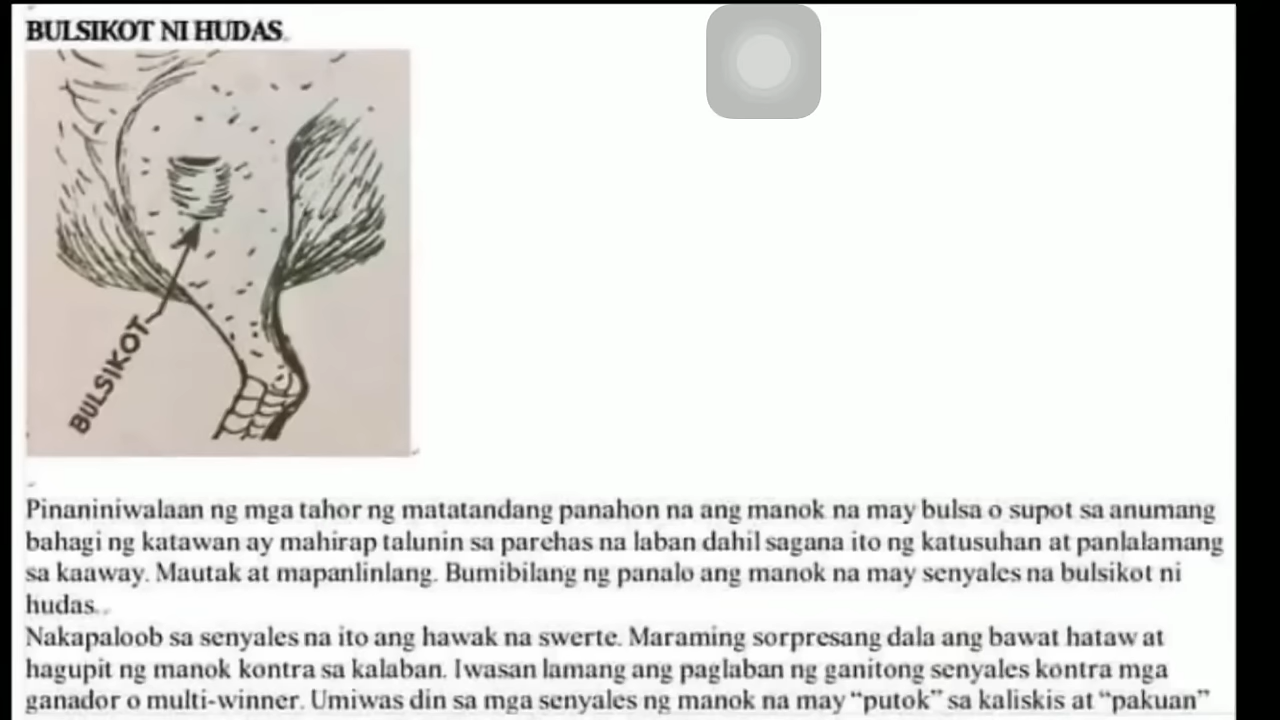 BULSIKOT NI HUDAS
BULSIKOT
Pinaniniwalaan ng mga tahor ng matatandang panahon na ang manok na may bulsa o supot sa anumang
bahagi ng katawan ay mahirap talunin sa parehas na laban dahil sagana ito ng katusuhan at panlalamang
sa kaaway. Mautak at mapanlinlang. Bumibilang ng panalo ang manok na may senyales na bulsikot ni
hudas.
Nakapaloob sa senyales na ito ang hawak na swerte. Maraming sorpresang dala ang bawat hataw at
hagupit ng manok kontra sa kalaban. Iwasan lamang ang paglaban ng ganitong senyales kontra mga
ganador o multi-winner. Umiwas din sa mga senyales ng manok na may “putok” sa kaliskis at “pakuan”